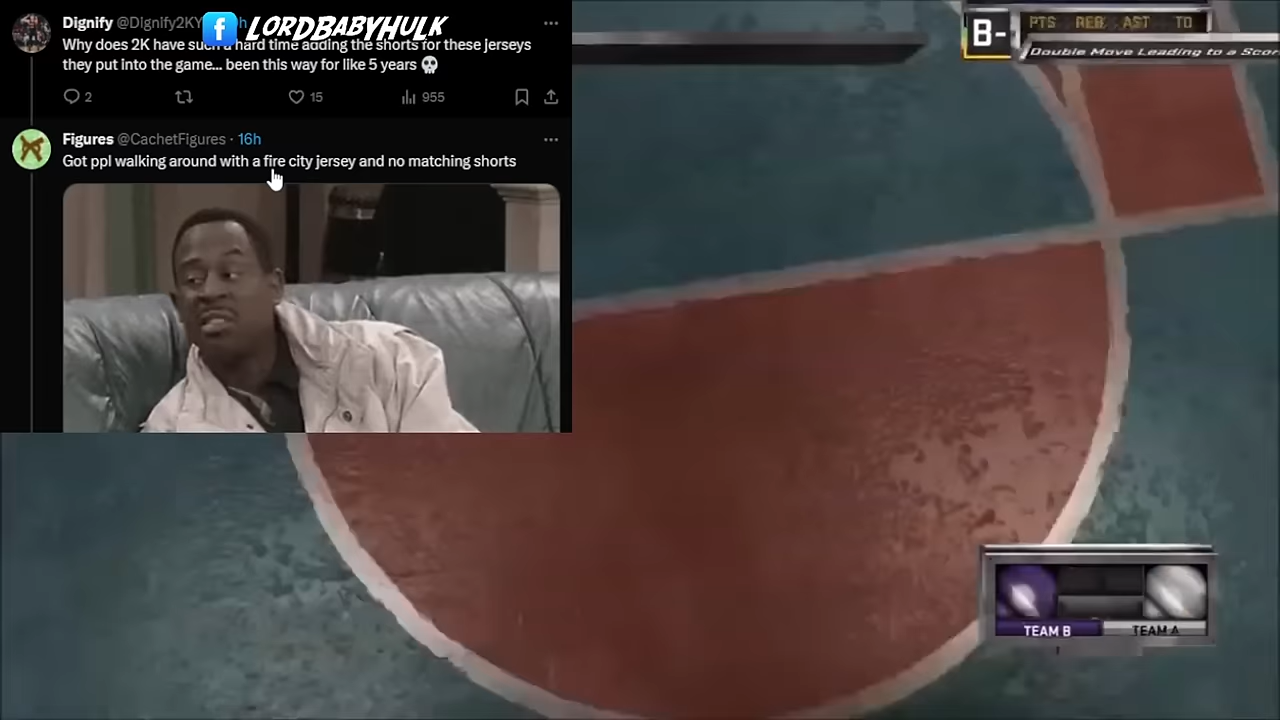 Dignify @DIgnify2KY h
LORDBABYHULK
Why does 2K have such a hard time adding the shorts for these jerseys
they put into the game... been this way for like 5 years 💀
2 15 955
Figures @CachetFigures · 16h
Got ppl walking around with a fire city jersey and no matching shorts
B- PTS REB AST TO
Double Move Leading to a Scor
TEAM B TEAM A